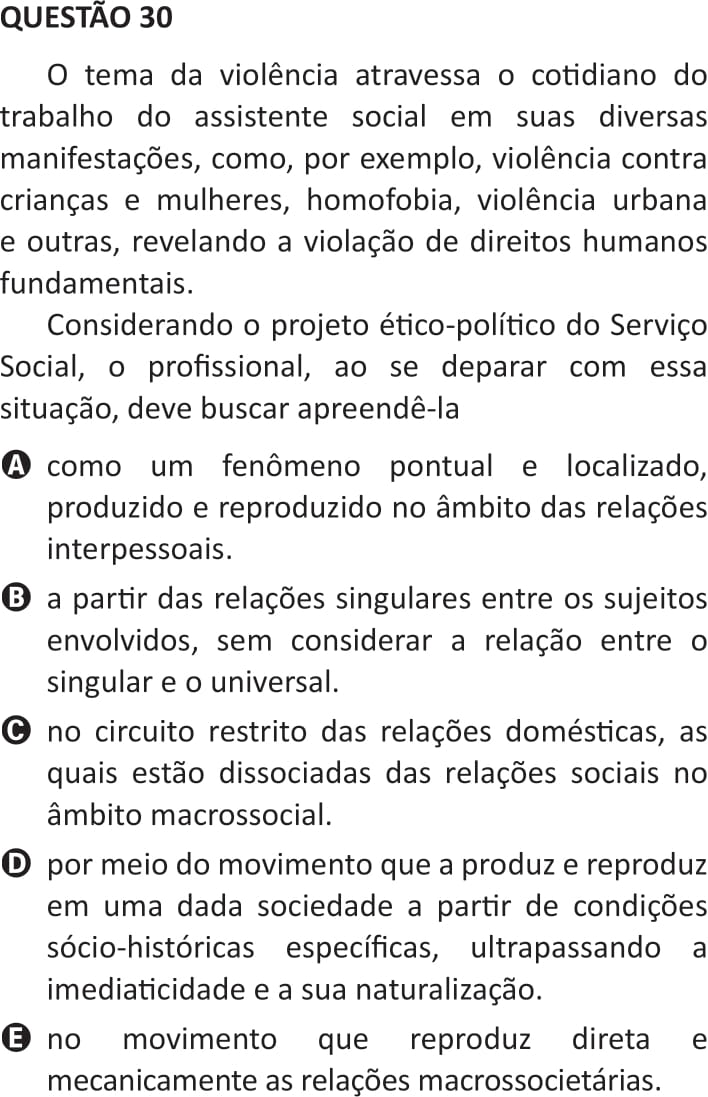 QUESTÃO 30
O tema da violência atravessa o cotidiano do
trabalho do assistente social em suas diversas
manifestações, como, por exemplo, violência contra
crianças e mulheres, homofobia, violência urbana
e outras, revelando a violação de direitos humanos
fundamentais.
Considerando o projeto ético-político do Serviço
Social, o profissional, ao se deparar com essa
situação, deve buscar apreendê-la
A como um fenômeno pontual e localizado,
produzido e reproduzido no âmbito das relações
interpessoais.
B a partir das relações singulares entre os sujeitos
envolvidos, sem considerar a relação entre o
singular e o universal.
C no circuito restrito das relações domésticas, as
quais estão dissociadas das relações sociais no
âmbito macrossocial.
D por meio do movimento que a produz e reproduz
em uma dada sociedade a partir de condições
sócio-históricas específicas, ultrapassando a
imediaticidade e a sua naturalização.
E no movimento que reproduz direta e
mecanicamente as relações macrossocietárias.